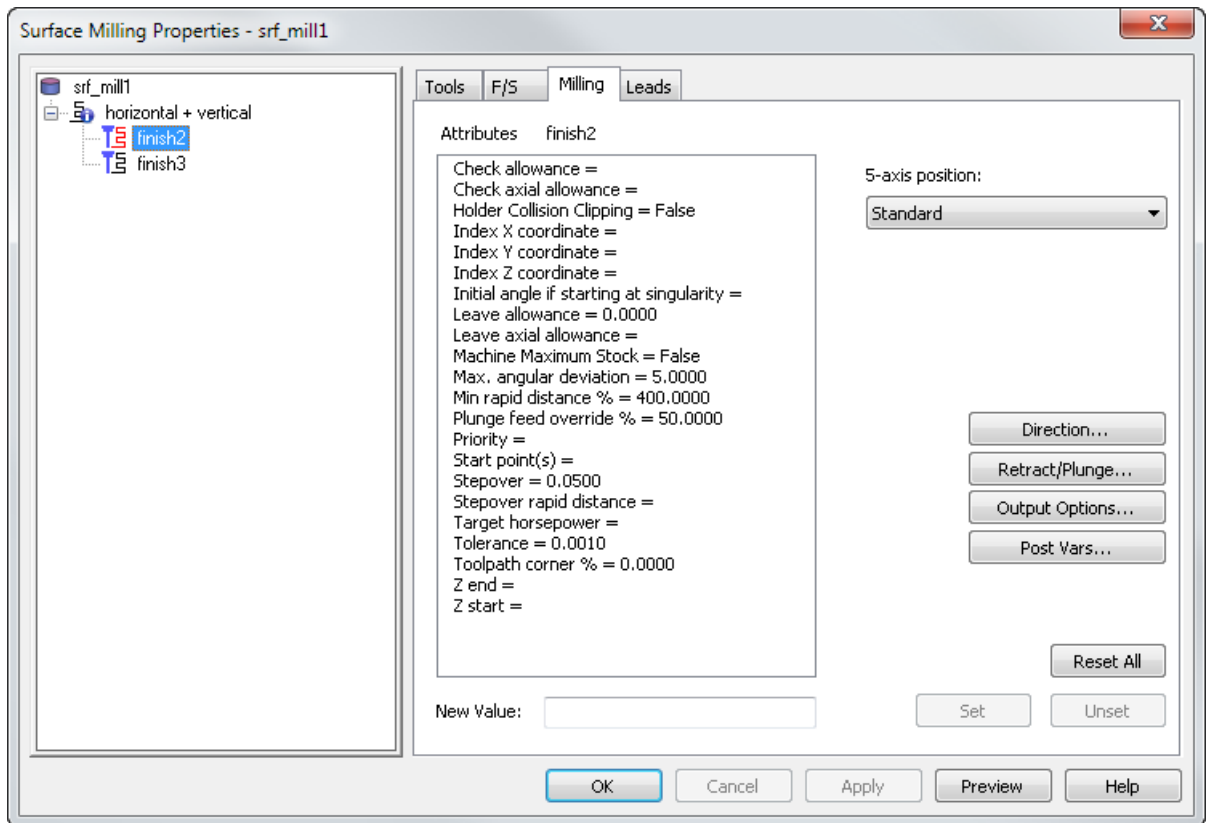 Surface Milling Properties - srf_mill1
srf_mill1
horizontal + vertical
finish2
finish3
Tools F/S Milling Leads
Attributes finish2
Check allowance =
Check axial allowance =
Holder Collision Clipping = False
Index X coordinate =
Index Y coordinate =
Index Z coordinate =
Initial angle if starting at singularity =
Leave allowance = 0.0000
Leave axial allowance =
Machine Maximum Stock = False
Max. angular deviation = 5.0000
Min rapid distance % = 400.0000
Plunge feed override % = 50.0000
Priority =
Start point(s) =
Stepover = 0.0500
Stepover rapid distance =
Target horsepower =
Tolerance = 0.0010
Toolpath corner % = 0.0000
Z end =
Z start =
5-axis position:
Standard
Direction...
Retract/Plunge...
Output Options...
Post Vars...
Reset All
New Value:
Set Unset
OK Cancel Apply Preview Help